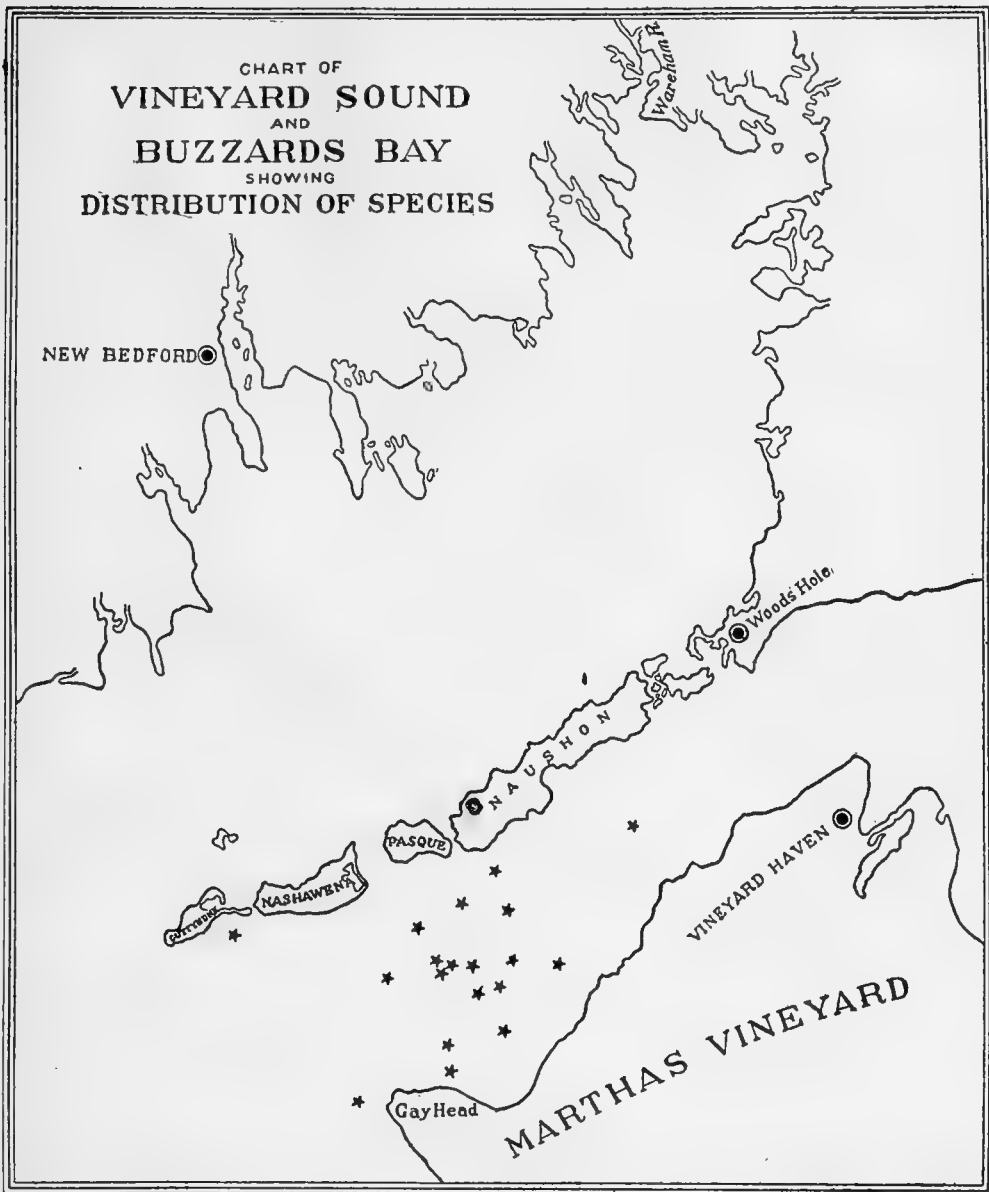 CHART OF
VINEYARD SOUND
AND
BUZZARDS BAY
SHOWING
DISTRIBUTION OF SPECIES
Wareham R.
NEW BEDFORD
Woods Hole.
NAUSHON
PASQUE
VINEYARD HAVEN
NASHAWENA
CUTTYHUNK
MARTHAS VINEYARD
Gay Head